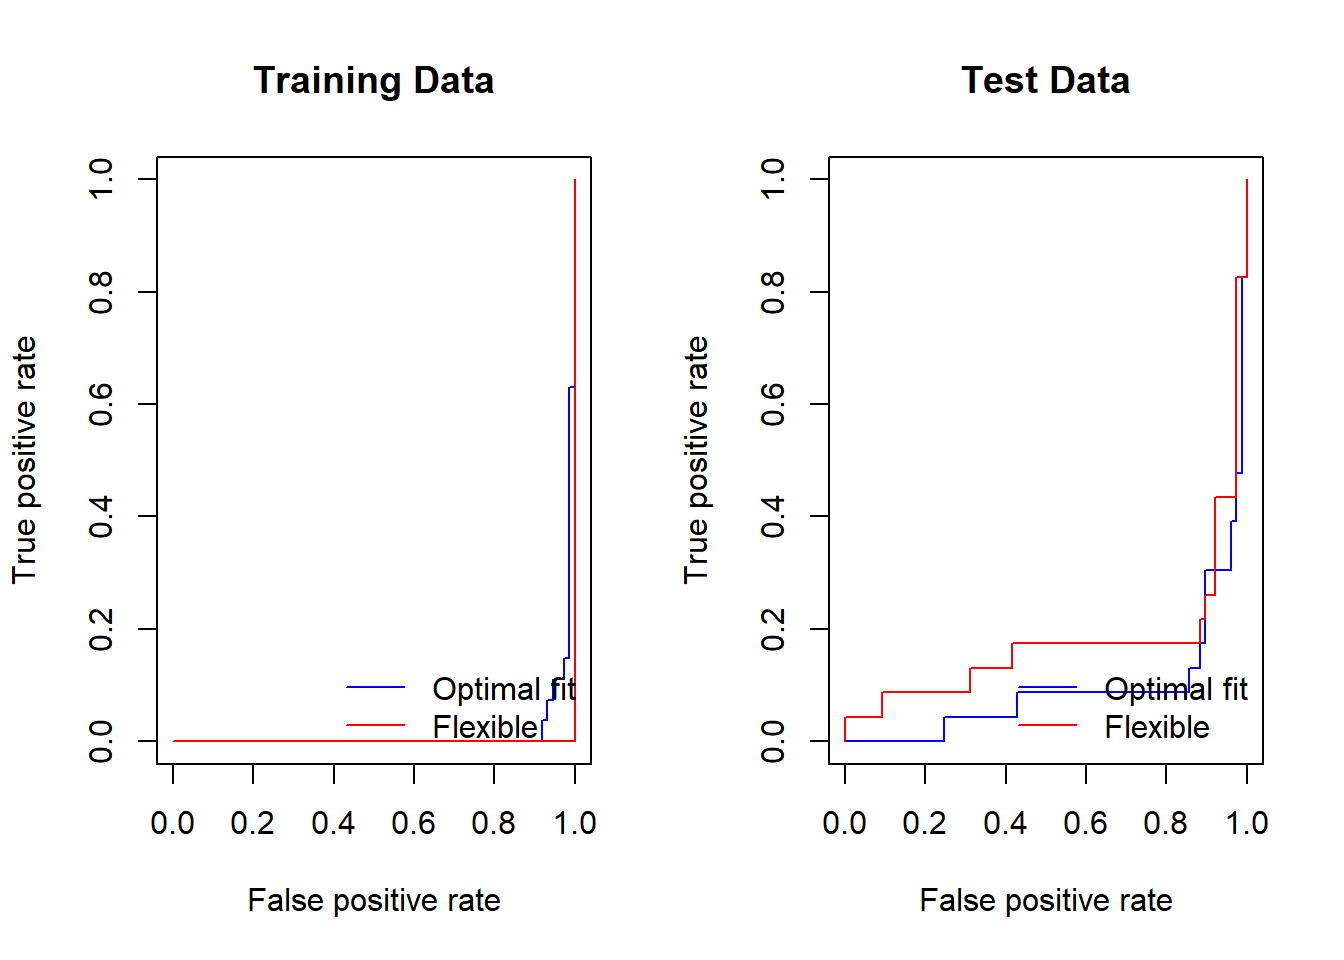 Training Data
True positive rate
1.0
0.8
0.6
0.4
0.2
0.0
Optimal fit
Flexible
0.0 0.2 0.4 0.6 0.8 1.0
False positive rate
Test Data
True positive rate
1.0
0.8
0.6
0.4
0.2
0.0
Optimal fit
Flexible
0.0 0.2 0.4 0.6 0.8 1.0
False positive rate